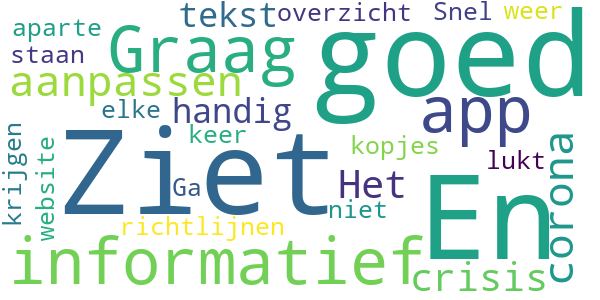 tekst overzicht Snel weer
aparte Graag goed
staan
aanpassen app
elke handig
keer kopjes
krijgen website Ziet lukt corona
Ga Het En
niet
richtlijnen
informatief crisis